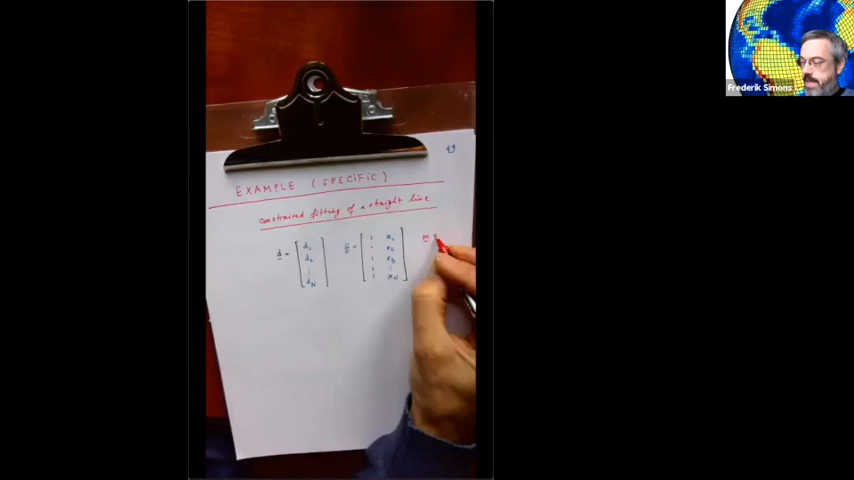 Frederik Simons
49
EXAMPLE (SPECIFIC)
constrained fitting of a straight line
d = [ d1 d2 ⋮ dN ] G = [ 1 x1 1 x2 1 x3 ⋮ ⋮ 1 xN ] m =